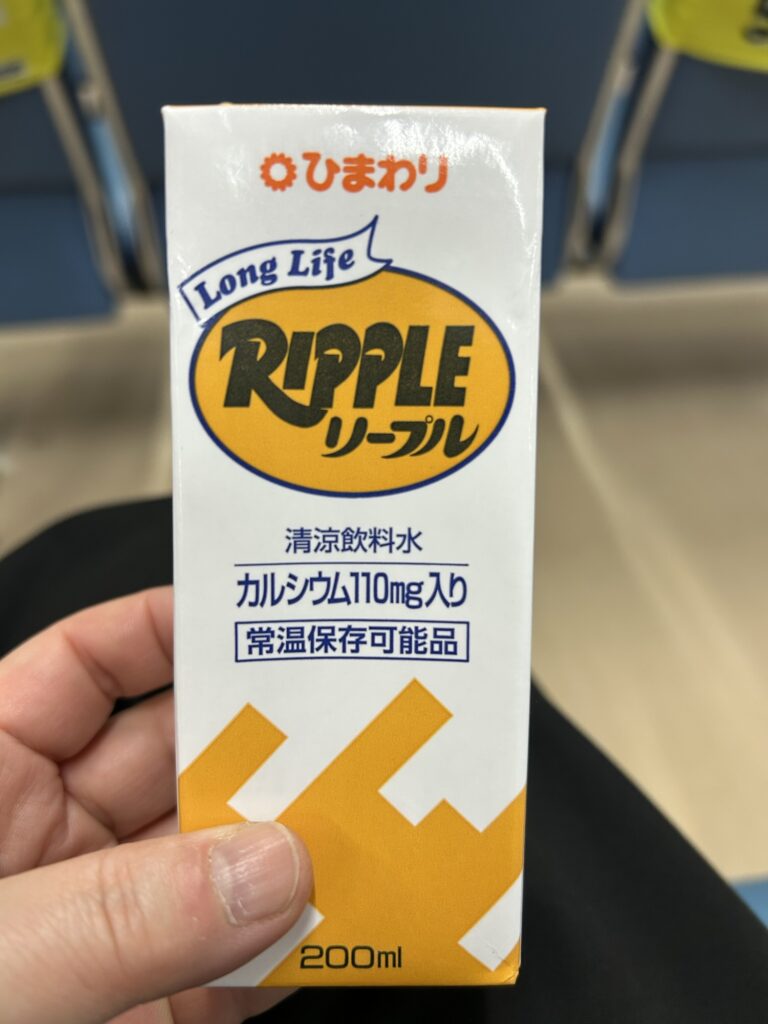 ひまわり
Long Life
RIPPLE
リープル
清涼飲料水
カルシウム110mg入り
常温保存可能品
200ml